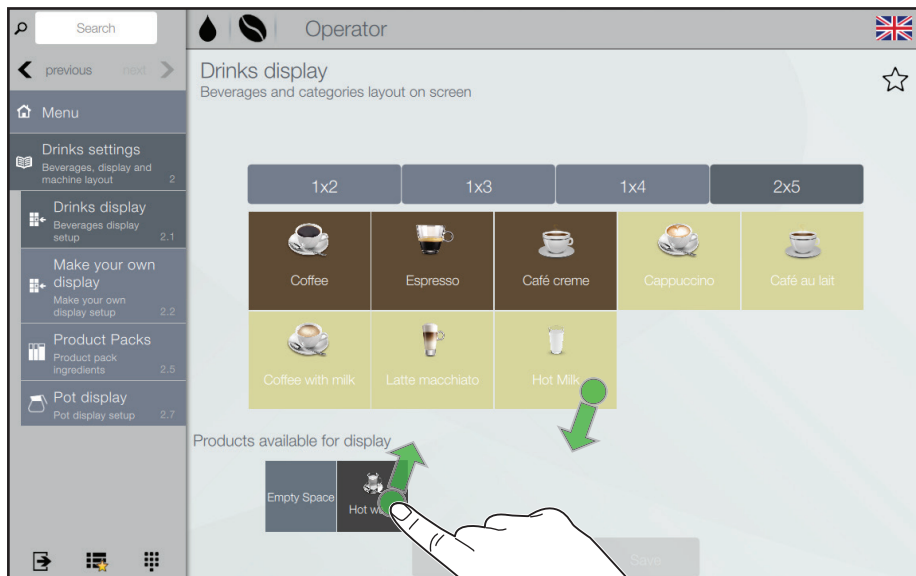 Search
Operator
previous
next
Drinks display
Beverages and categories layout on screen
Menu
Drinks settings
Beverages, display and
machine layout
2
Drinks display
Beverages display
setup
2.1
Make your own
display
Make your own
display setup
2.2
Product Packs
Product pack
ingredients
2.5
Pot display
Pot display setup
2.7
1x2
1x3
1x4
2x5
Coffee
Espresso
Café creme
Cappuccino
Café au lait
Coffee with milk
Latte macchiato
Hot Milk
Products available for display
Empty Space
Hot
Save